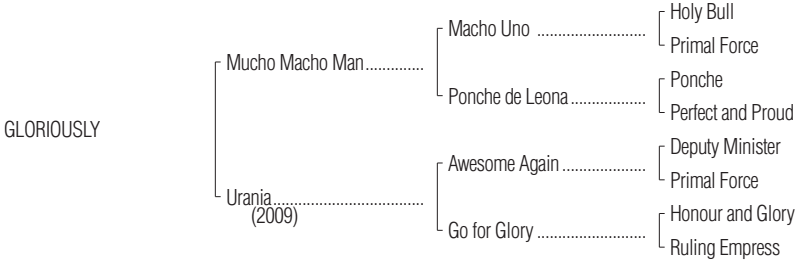 GLORIOUSLY
Mucho Macho Man..............
Urania.....................................
(2009)
Macho Uno ..........................
Ponche de Leona..................
Awesome Again ....................
Go for Glory ..........................
Holy Bull
Primal Force
Ponche
Perfect and Proud
Deputy Minister
Primal Force
Honour and Glory
Ruling Empress